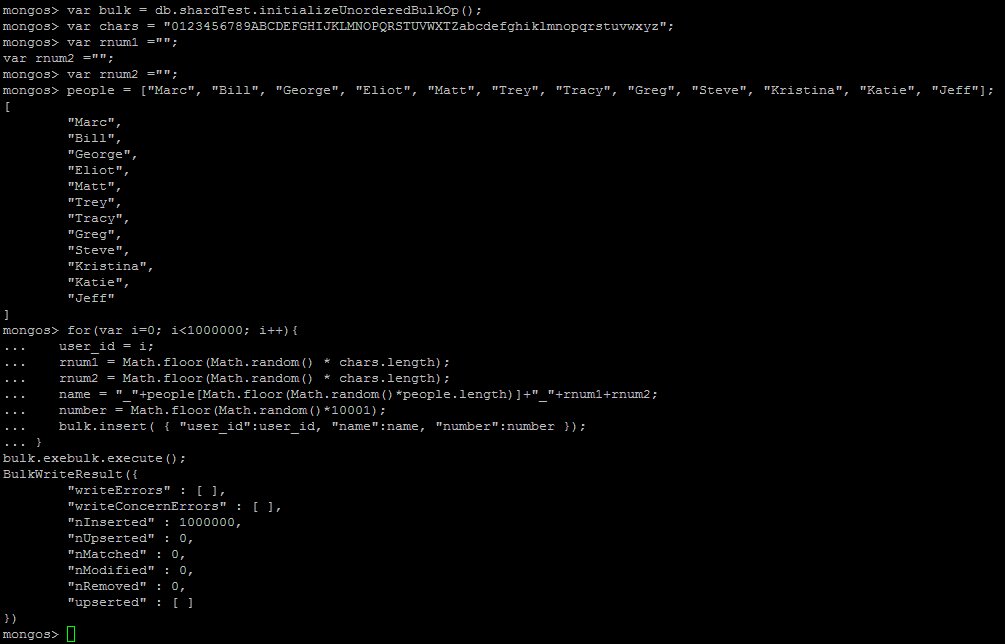 mongos> var bulk = db.shardTest.initializeUnorderedBulkOp();
mongos> var chars = "0123456789ABCDEFGHIJKLMNOPQRSTUVWXTZabcdefghiklmnopqrstuvwxyz";
mongos> var rnum1 ="";
var rnum2 ="";
mongos> var rnum2 ="";
mongos> people = ["Marc", "Bill", "George", "Eliot", "Matt", "Trey", "Tracy", "Greg", "Steve", "Kristina", "Katie", "Jeff"];
[
        "Marc",
        "Bill",
        "George",
        "Eliot",
        "Matt",
        "Trey",
        "Tracy",
        "Greg",
        "Steve",
        "Kristina",
        "Katie",
        "Jeff"
]
mongos> for(var i=0; i<1000000; i++){
...    user_id = i;
...    rnum1 = Math.floor(Math.random() * chars.length);
...    rnum2 = Math.floor(Math.random() * chars.length);
...    name = "_"+people[Math.floor(Math.random()*people.length)]+"_"+rnum1+rnum2;
...    number = Math.floor(Math.random()*10001);
...    bulk.insert( { "user_id":user_id, "name":name, "number":number });
... }
bulk.exebulk.execute();
BulkWriteResult({
        "writeErrors" : [ ],
        "writeConcernErrors" : [ ],
        "nInserted" : 1000000,
        "nUpserted" : 0,
        "nMatched" : 0,
        "nModified" : 0,
        "nRemoved" : 0,
        "upserted" : [ ]
})
mongos>